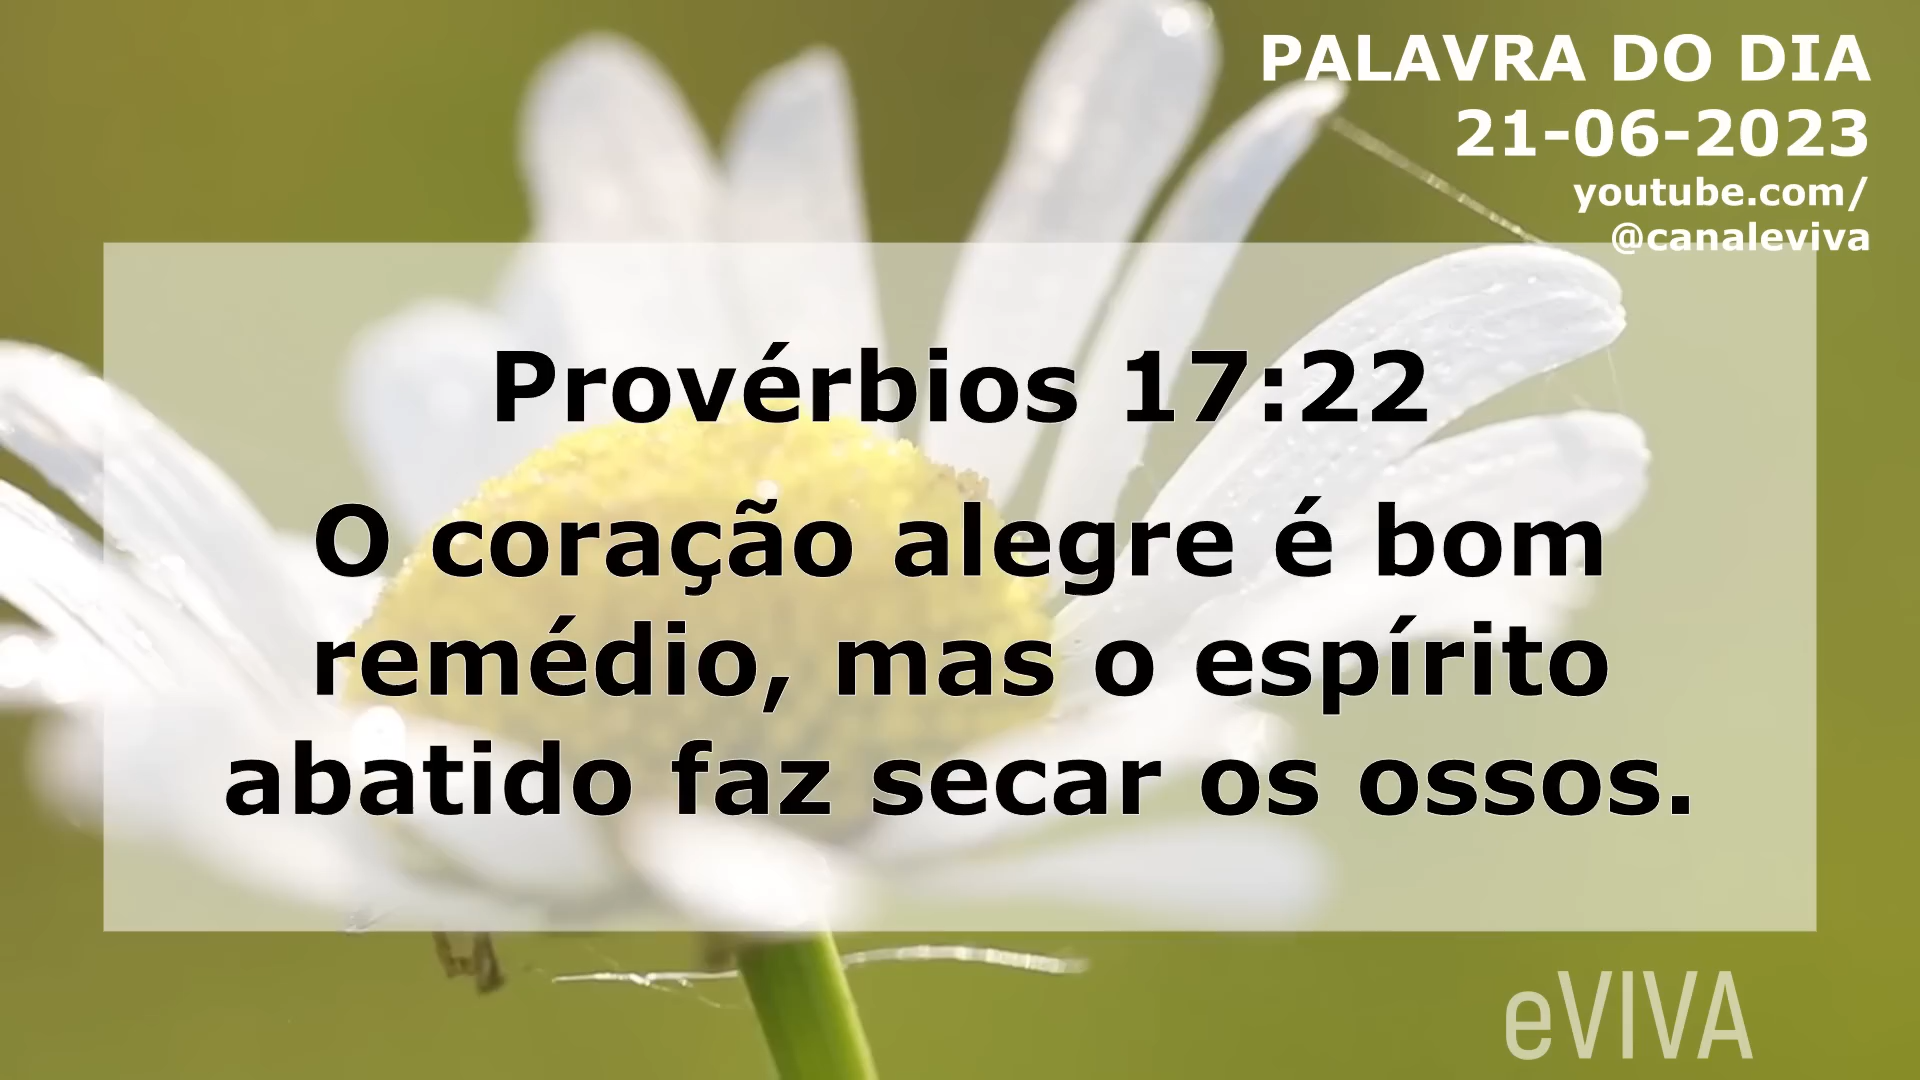 PALAVRA DO DIA
21-06-2023
youtube.com/
@canaleviva
Provérbios 17:22
O coração alegre é bom
remédio, mas o espírito
abatido faz secar os ossos.
eVIVA